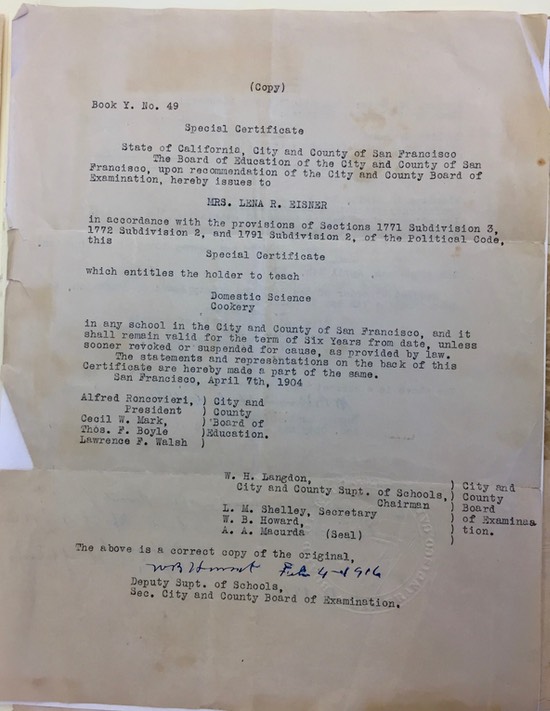 (Copy)
Book Y. No. 49
Special Certificate
State of California, City and County of San Francisco
The Board of Education of the City and County of San
Francisco, upon recommendation of the City and County Board of
Examination, hereby issues to
MRS. LENA R. EISNER
in accordance with the provisions of Sections 1771 Subdivision 3,
1772 Subdivision 2, and 1791 Subdivision 2, of the Political Code,
this
Special Certificate
which entitles the holder to teach
Domestic Science
Cookery
in any school in the City and County of San Francisco, and it
shall remain valid for the term of Six Years from date, unless
sooner revoked or suspended for cause, as provided by law.
The statements and representations on the back of this
Certificate are hereby made a part of the same.
San Francisco, April 7th, 1904
Alfred Roncovieri, ) City and
President ) County
Cecil W. Mark, ) Board of
Thos. F. Boyle )Education.
Lawrence F. Walsh )
W. H. Langdon, ) City and
City and County Supt. of Schools, ) County
Chairman ) Board
L. M. Shelley, Secretary ) of Examina
W. B. Howard, ) tion.
A. A. Macurda (Seal) )
The above is a correct copy of the original,
Deputy Supt. of Schools,
Sec. City and County Board of Examination.